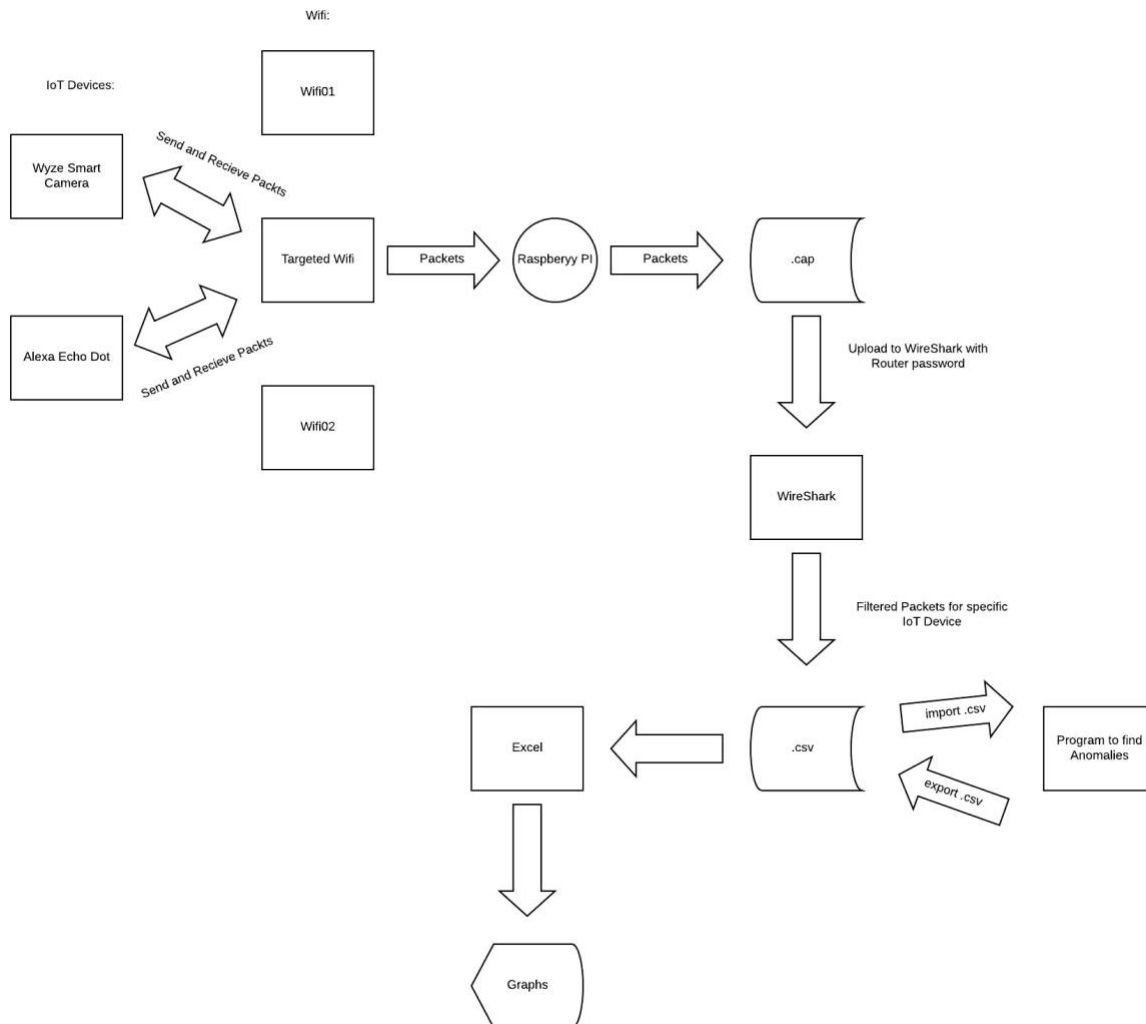 Wifi:
Wifi01
IoT Devices:
Wyze Smart
Camera
Send and Recieve Packts
Targeted Wifi
Packets
Raspberyy PI
Packets
.cap
Alexa Echo Dot
Send and Recieve Packts
Wifi02
Upload to WireShark with
Router password
WireShark
Filtered Packets for specific
IoT Device
Excel
.csv
import .csv
export .csv
Program to find
Anomalies
Graphs